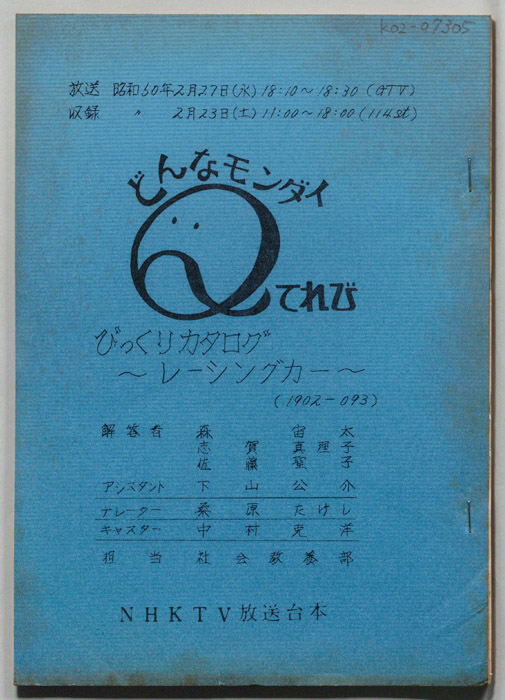 K02-07305
放送 昭和60年2月27日(水)18:10～18:30(GTV)
収録 〃 2月23日(土)11:00～18:00(114st)
どんなモンダイ
Qてれび
びっくりカタログ
～レーシングカー～
(1902-093)
解答者 森 宙太
志賀真理子
佐藤聖子
アシスタント 下山公介
ナレーター 桑原たけし
キャスター 中村克洋
担当 社会教養部
NHKTV放送台本